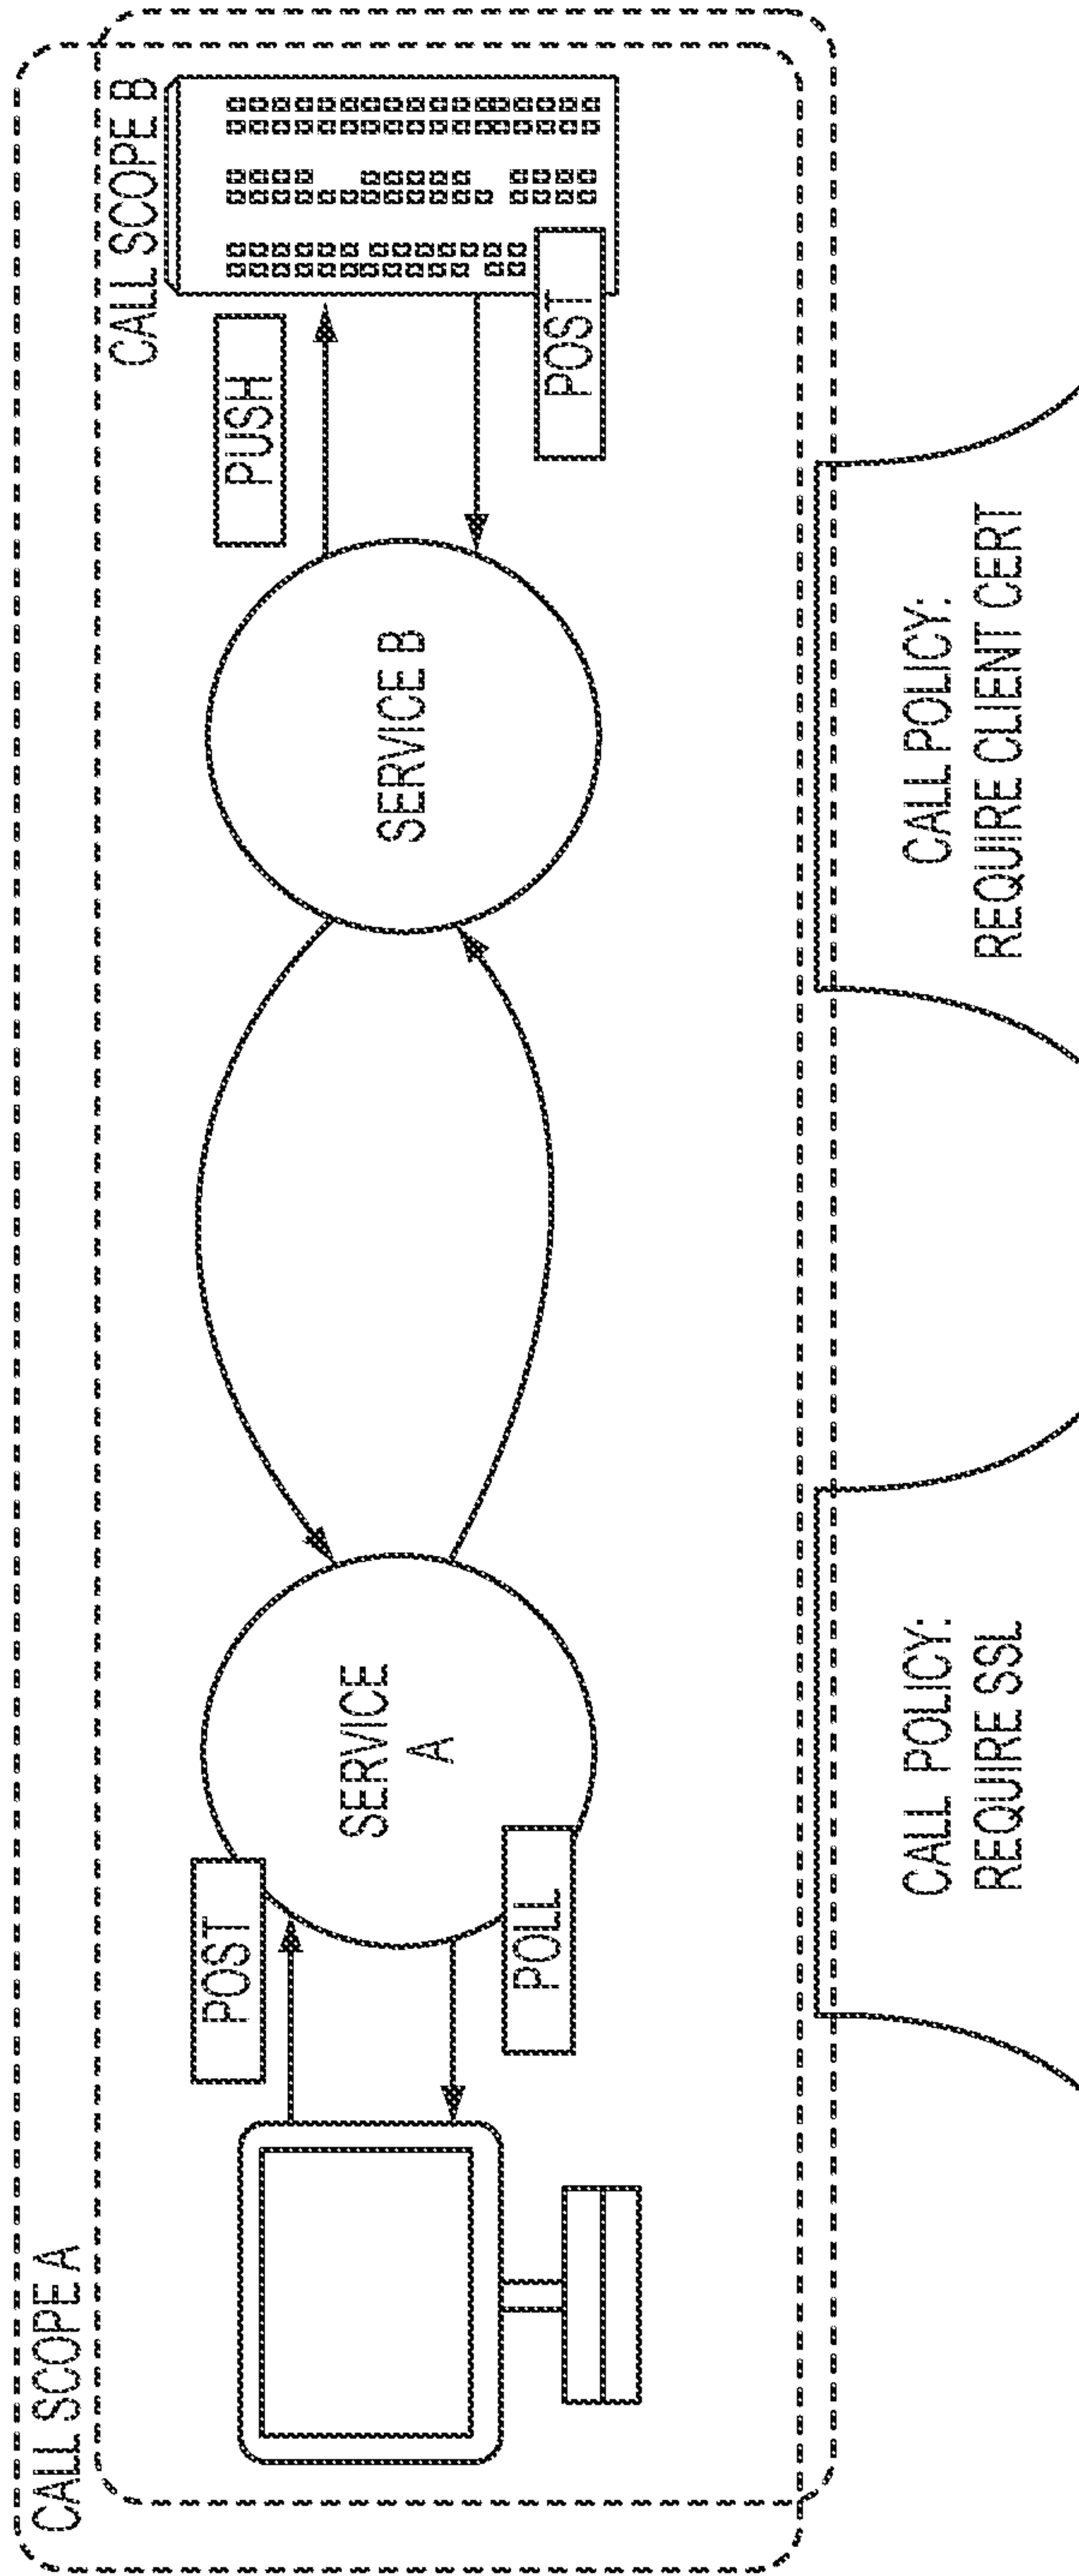 CALL SCOPE A
CALL SCOPE B
POST
SERVICE
A
POLL
SERVICE B
PUSH
POST
CALL POLICY:
REQUIRE SSL
CALL POLICY:
REQUIRE CLIENT CERT